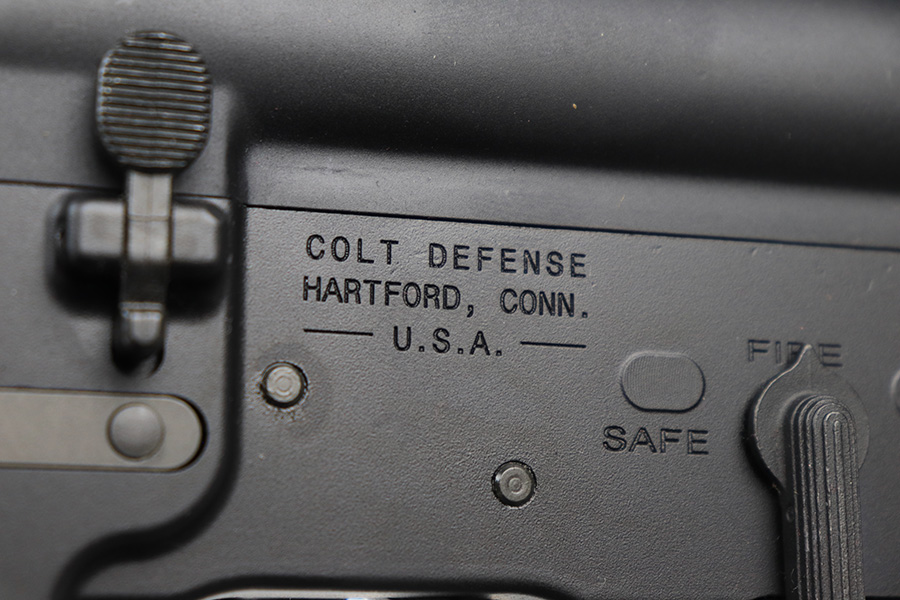 COLT DEFENSE
HARTFORD, CONN.
U.S.A.
FIRE
SAFE